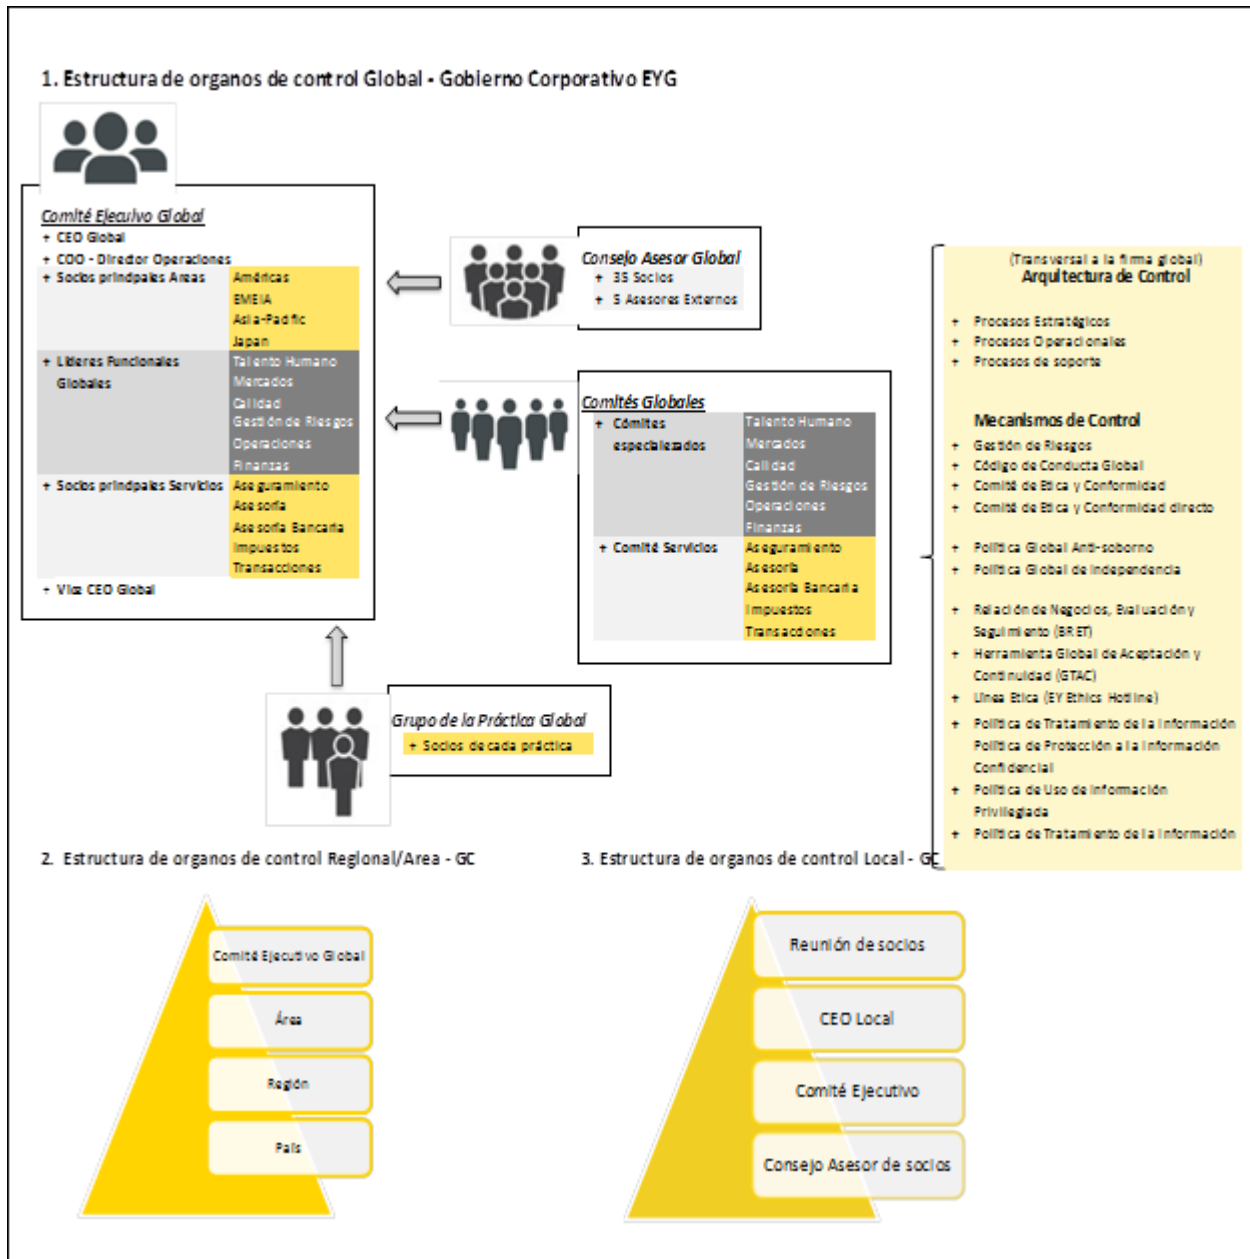 1. Estructura de organos de control Global - Gobierno Corporativo EYG
Comité Ejecuivo Global
+ CEO Global
+ COO - Director Operaciones
+ Socios principales Areas
Américas
EMEIA
Asia-Pacific
Japan
+ Líderes Funcionales
Globales
Talento Humano
Mercados
Calidad
Gestión de Riesgos
Operaciones
Finanzas
+ Socios principales Servicios
Aseguramiento
Asesoría
Asesoría Bancaria
Impuestos
Transacciones
+ Vice CEO Global
Consejo Asesor Global
+ 35 Socios
+ 5 Asesores Externos
Comités Globales
+ Cómites
especializados
Talento Humano
Mercados
Calidad
Gestión de Riesgos
Operaciones
Finanzas
+ Comité Servicios
Aseguramiento
Asesoría
Asesoría Bancaria
Impuestos
Transacciones
Grupo de la Práctica Global
+ Socios de cada práctica
(Transversal a la firma global)
Arquitectura de Control
+ Procesos Estratégicos
+ Procesos Operacionales
+ Procesos de soporte
Mecanismos de Control
+ Gestión de Riesgos
+ Código de Conducta Global
+ Comité de Etica y Conformidad
+ Comité de Etica y Conformidad directo
+ Política Global Anti-soborno
+ Política Global de Independencia
+ Relación de Negocios, Evaluación y
Seguimiento (BRET)
+ Herramienta Global de Aceptación y
Continuidad (GTAC)
+ Línea Etica (EY Ethics Hotline)
+ Política de Tratamiento de la Información
Política de Protección a la Información
Confidencial
+ Política de Uso de Información
Privilegiada
+ Política de Tratamiento de la Información
2. Estructura de organos de control Regional/Area - GC
Comité Ejecutivo Global
Área
Región
País
3. Estructura de organos de control Local - GC
Reunión de socios
CEO Local
Comité Ejecutivo
Consejo Asesor de socios